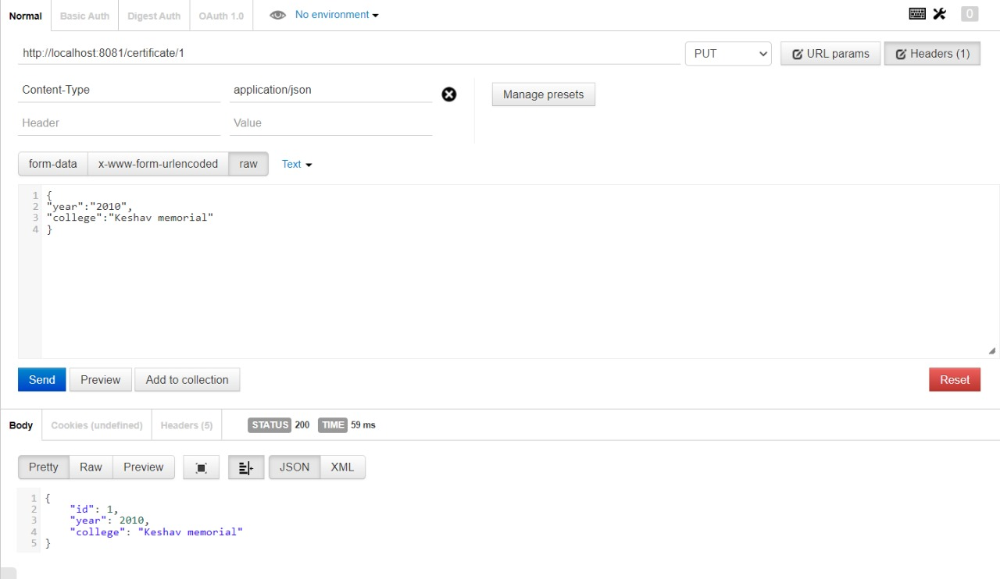 Normal Basic Auth Digest Auth OAuth 1.0 No environment 0
http://localhost:8081/certificate/1 PUT URL params Headers (1)
Content-Type application/json Manage presets
Header Value
form-data x-www-form-urlencoded raw Text
1 {
2 "year":"2010",
3 "college":"Keshav memorial"
4 }
Send Preview Add to collection Reset
Body Cookies (undefined) Headers (5) STATUS 200 TIME 59 ms
Pretty Raw Preview JSON XML
1 {
2 "id": 1,
3 "year": 2010,
4 "college": "Keshav memorial"
5 }